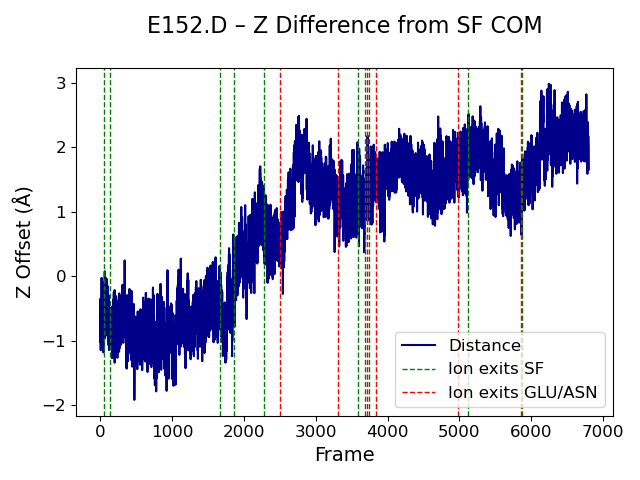 E152.D – Z Difference from SF COM
Z Offset (Å)
3
2
1
0
−1
−2
0 1000 2000 3000 4000 5000 6000 7000
Frame
Distance
Ion exits SF
Ion exits GLU/ASN